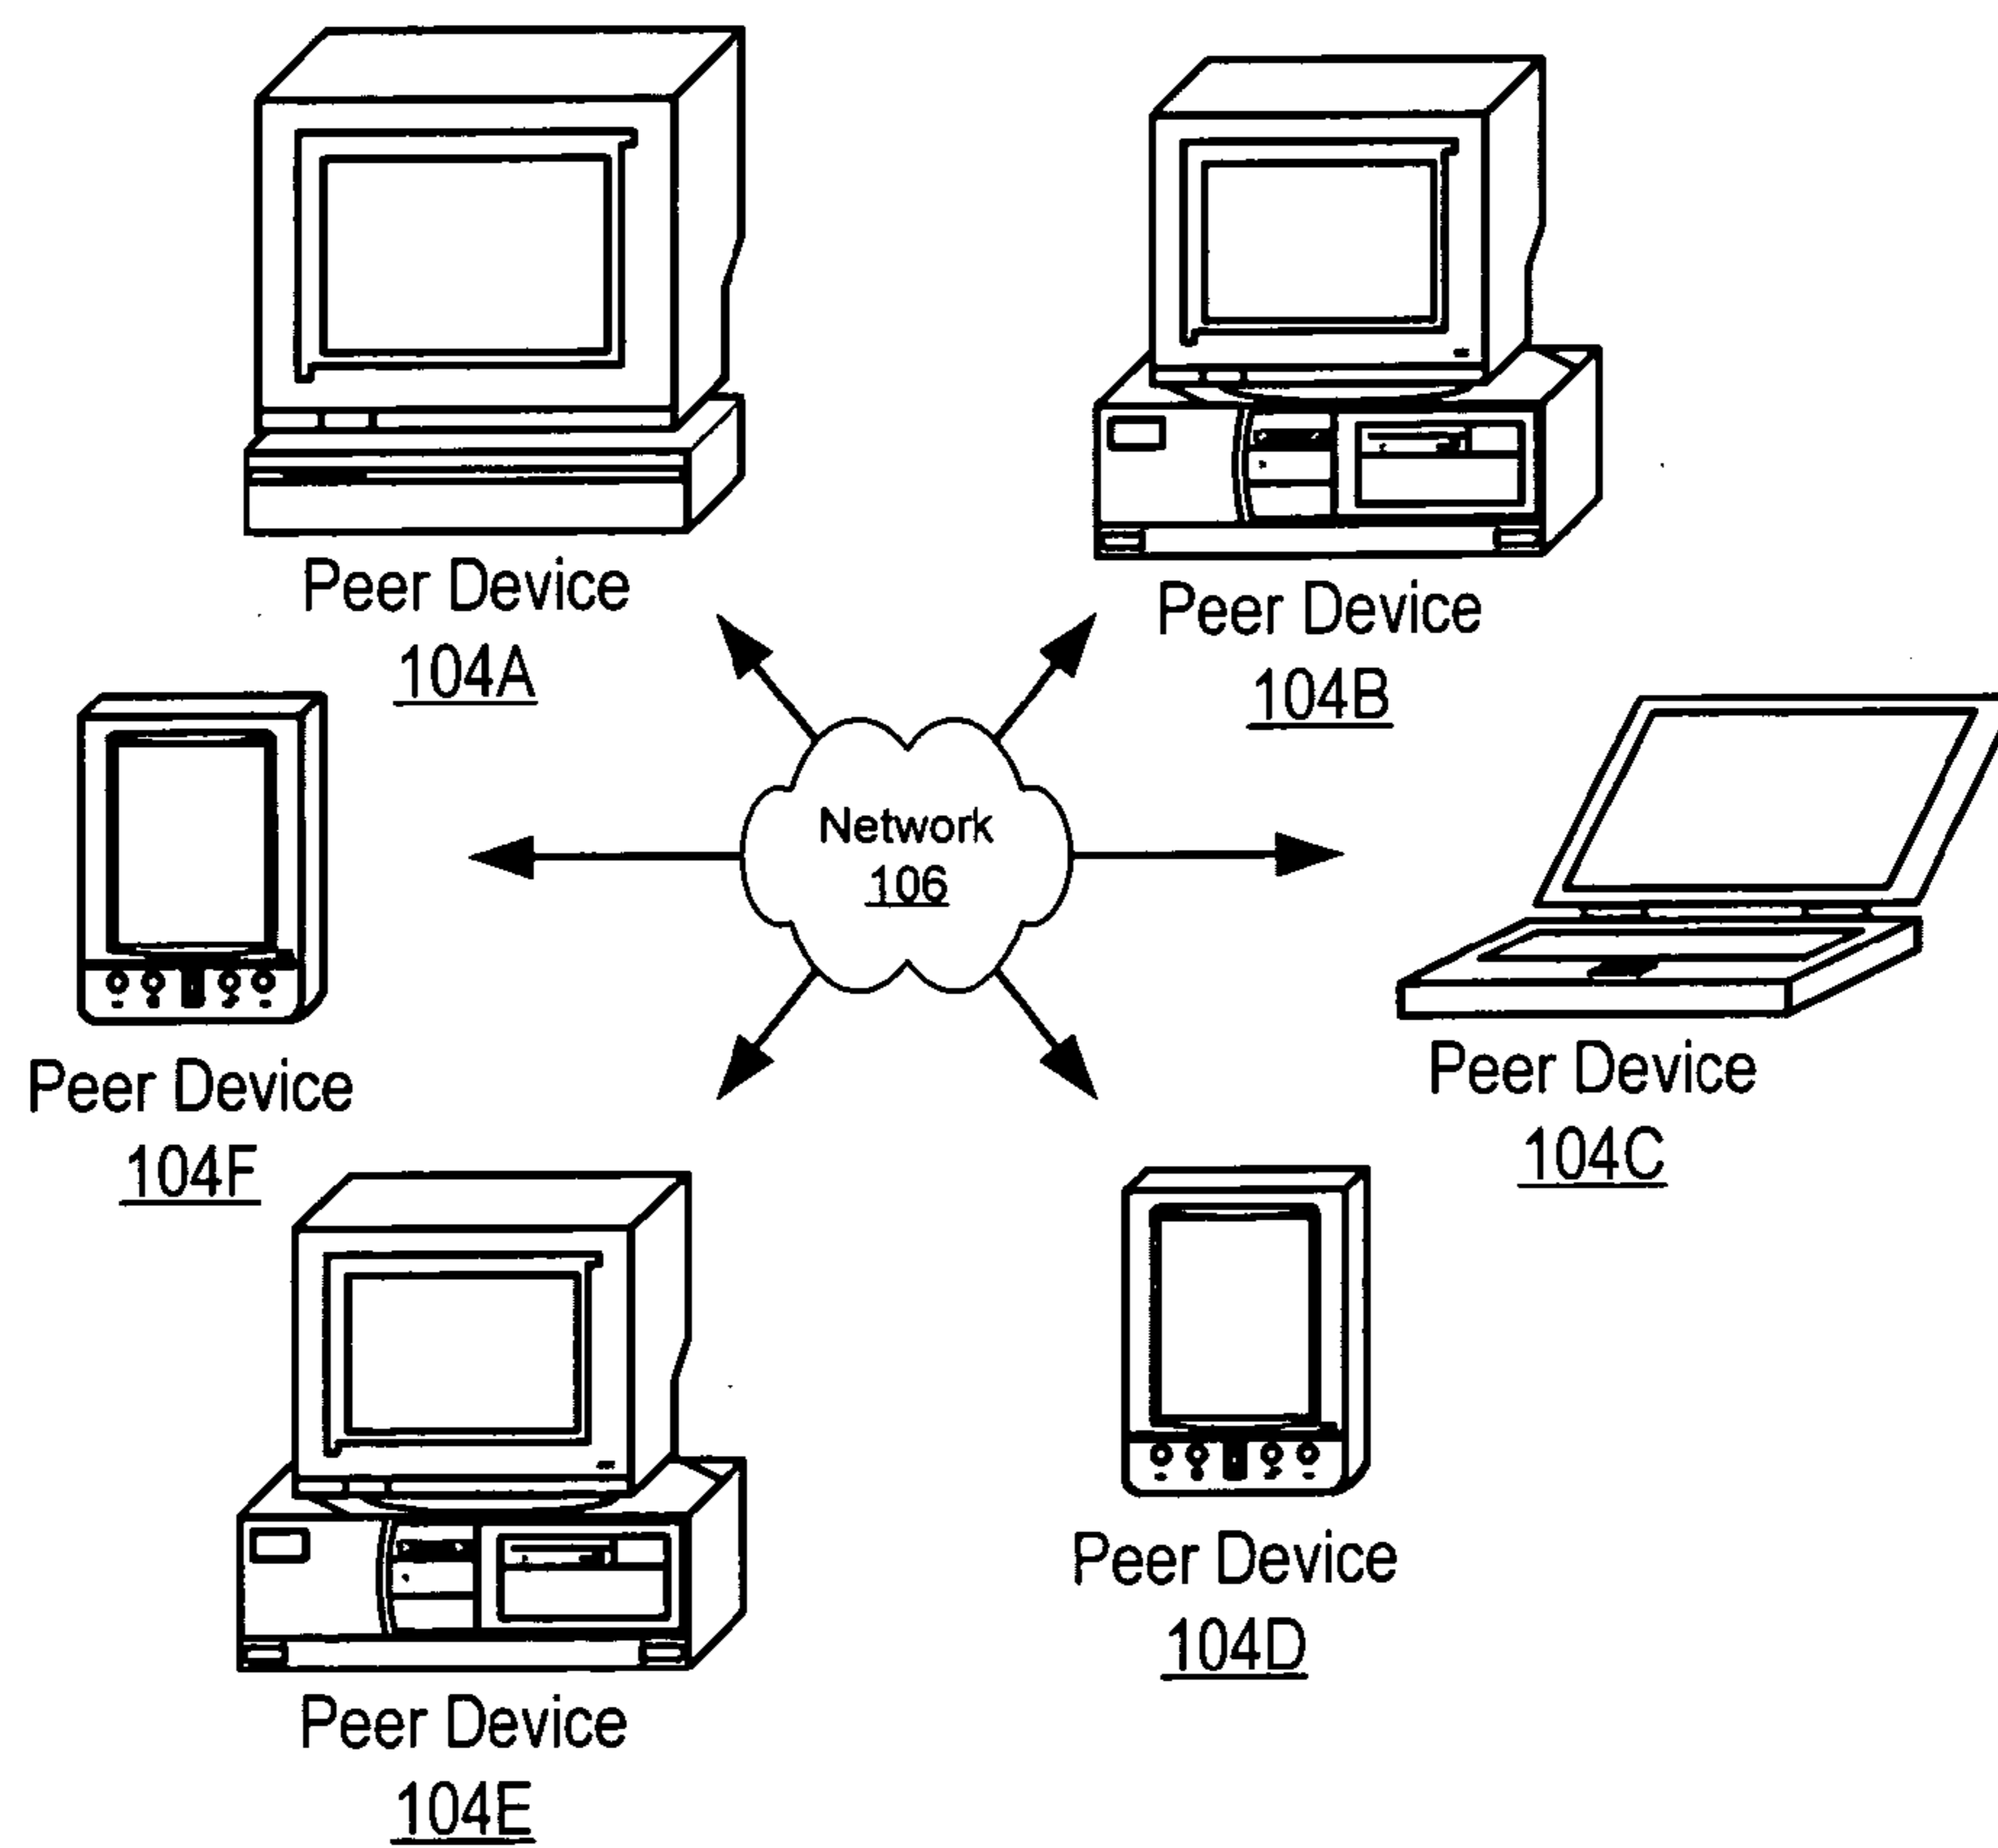 Peer Device
104A
Peer Device
104B
Network
106
Peer Device
104F
Peer Device
104C
Peer Device
104D
Peer Device
104E